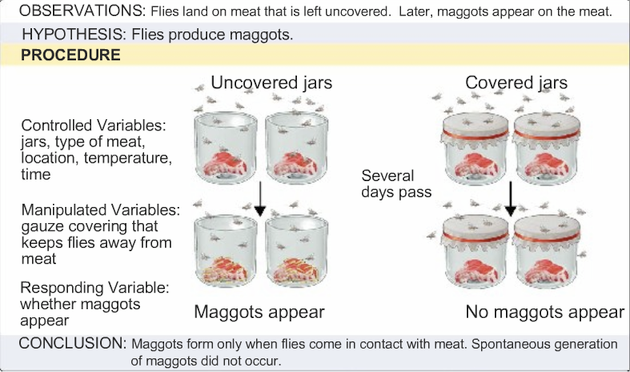 OBSERVATIONS: Flies land on meat that is left uncovered. Later, maggots appear on the meat.
HYPOTHESIS: Flies produce maggots.
PROCEDURE
Uncovered jars
Covered jars
Controlled Variables:
jars, type of meat,
location, temperature,
time
Several
days pass
Manipulated Variables:
gauze covering that
keeps flies away from
meat
Responding Variable:
whether maggots
appear
Maggots appear
No maggots appear
CONCLUSION: Maggots form only when flies come in contact with meat. Spontaneous generation
of maggots did not occur.